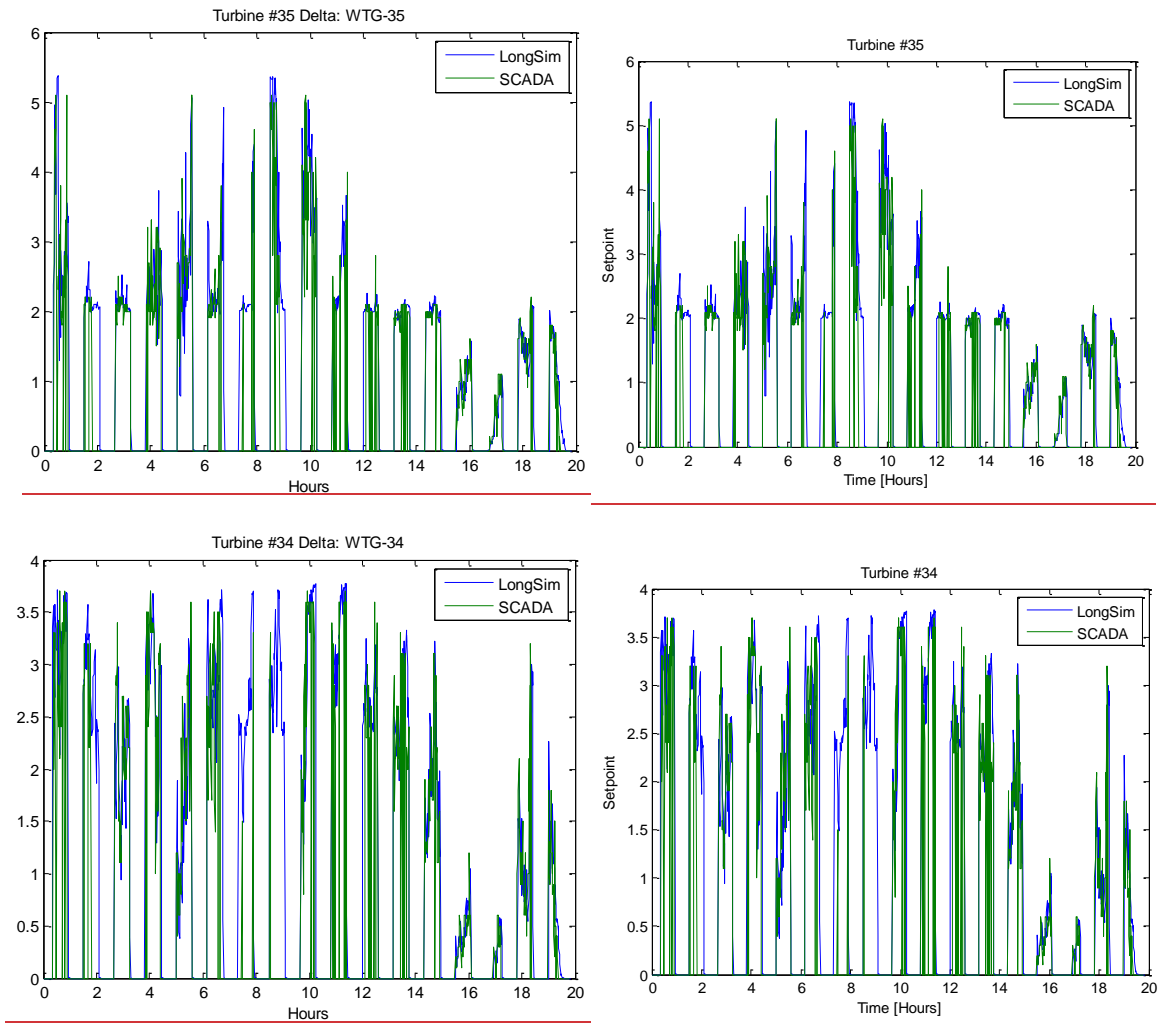 Turbine #35 Delta: WTG-35
LongSim
SCADA
6
5
4
3
2
1
0
0 2 4 6 8 10 12 14 16 18 20
Hours
Turbine #35
LongSim
SCADA
Setpoint
6
5
4
3
2
1
0
0 2 4 6 8 10 12 14 16 18 20
Time [Hours]
Turbine #34 Delta: WTG-34
LongSim
SCADA
4
3.5
3
2.5
2
1.5
1
0.5
0
0 2 4 6 8 10 12 14 16 18 20
Hours
Turbine #34
LongSim
SCADA
Setpoint
4
3.5
3
2.5
2
1.5
1
0.5
0
0 2 4 6 8 10 12 14 16 18 20
Time [Hours]